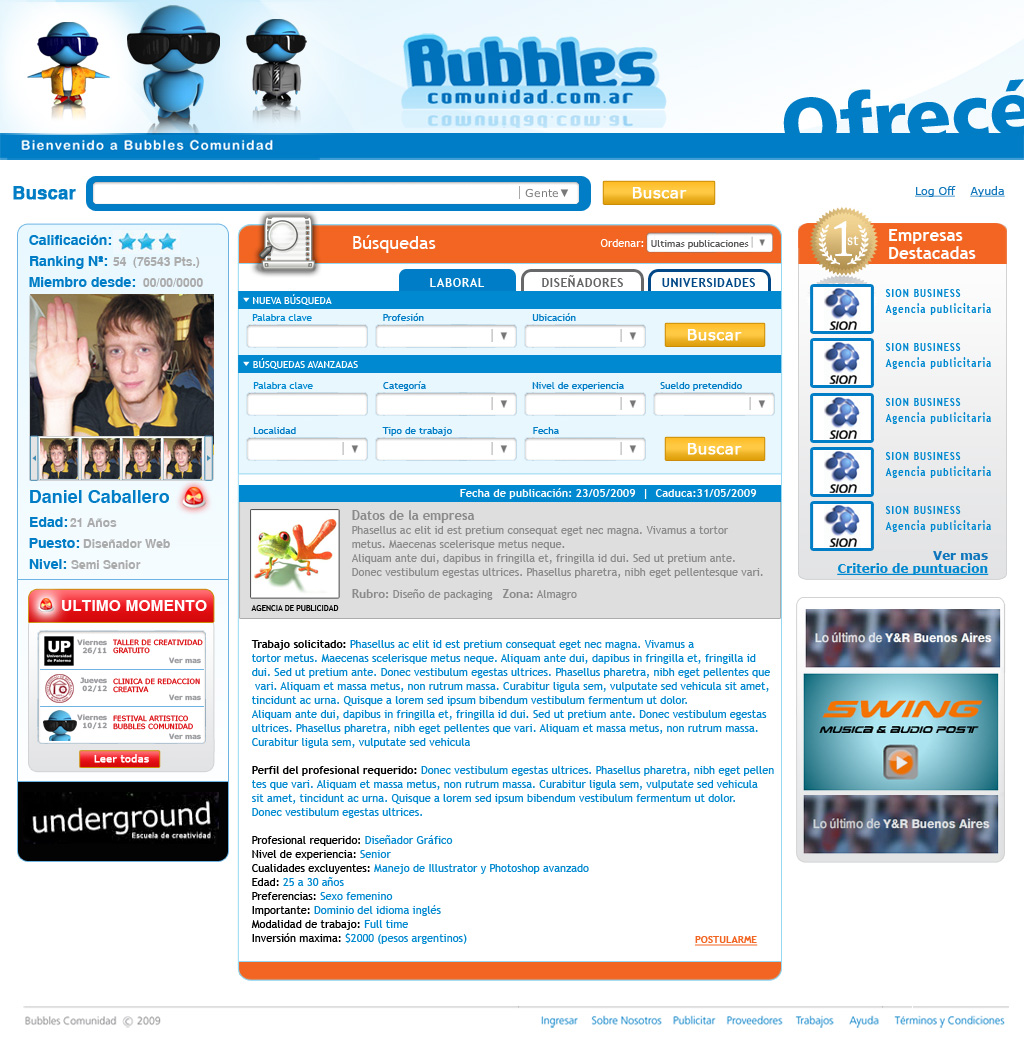 Bubbles
comunidad.com.ar
Ofrecé
Bienvenido a Bubbles Comunidad
Buscar
Gente
Buscar
Log Off
Ayuda
Calificación:
Ranking Nº: 54 (76543 Pts.)
Miembro desde: 00/00/0000
Daniel Caballero
Edad: 21 Años
Puesto: Diseñador Web
Nivel: Semi Senior
ULTIMO MOMENTO
UP
Universidad
de Palermo
Viernes
26/11
TALLER DE CREATIVIDAD
GRATUITO
Ver mas
Jueves
02/12
CLINICA DE REDACCION
CREATIVA
Ver mas
Viernes
10/12
FESTIVAL ARTISTICO
BUBBLES COMUNIDAD
Ver mas
Leer todas
underground
Escuela de creatividad
Búsquedas
Ordenar: Ultimas publicaciones
LABORAL
DISEÑADORES
UNIVERSIDADES
NUEVA BÚSQUEDA
Palabra clave
Profesión
Ubicación
Buscar
BÚSQUEDAS AVANZADAS
Palabra clave
Categoría
Nivel de experiencia
Sueldo pretendido
Localidad
Tipo de trabajo
Fecha
Buscar
Fecha de publicación: 23/05/2009 | Caduca:31/05/2009
AGENCIA DE PUBLICIDAD
Datos de la empresa
Phasellus ac elit id est pretium consequat eget nec magna. Vivamus a tortor
metus. Maecenas scelerisque metus neque.
Aliquam ante dui, dapibus in fringilla et, fringilla id dui. Sed ut pretium ante.
Donec vestibulum egestas ultrices. Phasellus pharetra, nibh eget pellentesque vari.
Rubro: Diseño de packaging Zona: Almagro
Trabajo solicitado: Phasellus ac elit id est pretium consequat eget nec magna. Vivamus a
tortor metus. Maecenas scelerisque metus neque. Aliquam ante dui, dapibus in fringilla et, fringilla id
dui. Sed ut pretium ante. Donec vestibulum egestas ultrices. Phasellus pharetra, nibh eget pellentes que
vari. Aliquam et massa metus, non rutrum massa. Curabitur ligula sem, vulputate sed vehicula sit amet,
tincidunt ac urna. Quisque a lorem sed ipsum bibendum vestibulum fermentum ut dolor.
Aliquam ante dui, dapibus in fringilla et, fringilla id dui. Sed ut pretium ante. Donec vestibulum egestas
ultrices. Phasellus pharetra, nibh eget pellentes que vari. Aliquam et massa metus, non rutrum massa.
Curabitur ligula sem, vulputate sed vehicula
Perfil del profesional requerido: Donec vestibulum egestas ultrices. Phasellus pharetra, nibh eget pellen
tes que vari. Aliquam et massa metus, non rutrum massa. Curabitur ligula sem, vulputate sed vehicula
sit amet, tincidunt ac urna. Quisque a lorem sed ipsum bibendum vestibulum fermentum ut dolor.
Donec vestibulum egestas ultrices.
Profesional requerido: Diseñador Gráfico
Nivel de experiencia: Senior
Cualidades excluyentes: Manejo de Illustrator y Photoshop avanzado
Edad: 25 a 30 años
Preferencias: Sexo femenino
Importante: Dominio del idioma inglés
Modalidad de trabajo: Full time
Inversión maxima: $2000 (pesos argentinos)
POSTULARME
1st
Empresas
Destacadas
SION
SION BUSINESS
Agencia publicitaria
SION
SION BUSINESS
Agencia publicitaria
SION
SION BUSINESS
Agencia publicitaria
SION
SION BUSINESS
Agencia publicitaria
SION
SION BUSINESS
Agencia publicitaria
Ver mas
Criterio de puntuacion
Lo último de Y&R Buenos Aires
SWING
MUSICA & AUDIO POST
Lo último de Y&R Buenos Aires
Bubbles Comunidad © 2009
Ingresar
Sobre Nosotros
Publicitar
Proveedores
Trabajos
Ayuda
Términos y Condiciones